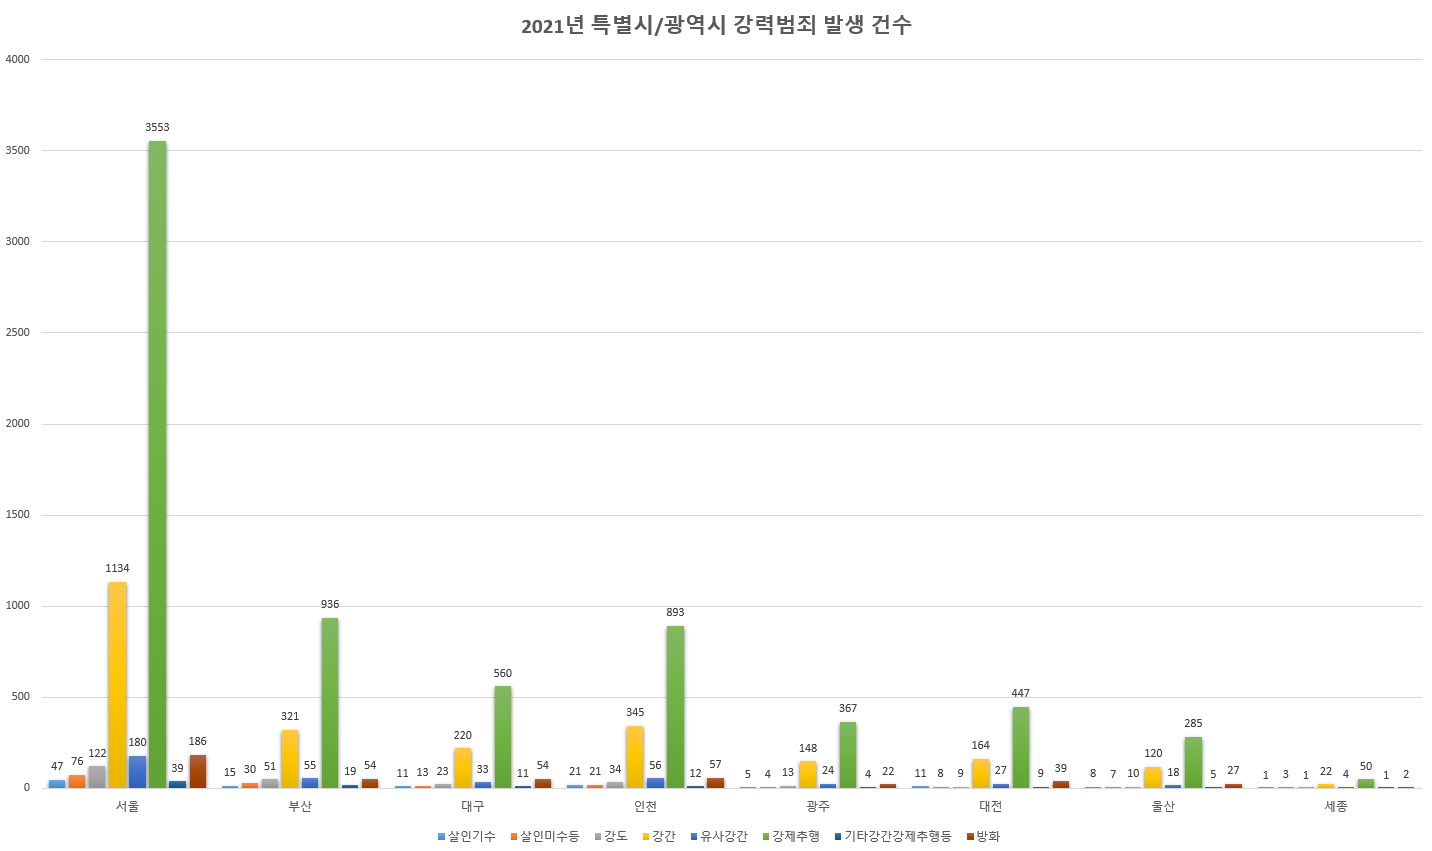 2021년 특별시/광역시 강력범죄 발생 건수
4000
3500
3000
2500
2000
1500
1000
500
0
47 76 122 1134 180 3553 39 186
15 30 51 321 55 936 19 54
11 13 23 220 33 560 11 54
21 21 34 345 56 893 12 57
5 4 13 148 24 367 4 22
11 8 9 164 27 447 9 39
8 7 10 120 18 285 5 27
1 3 1 22 4 50 1 2
서울 부산 대구 인천 광주 대전 울산 세종
살인기수 살인미수등 강도 강간 유사강간 강제추행 기타강간강제추행등 방화